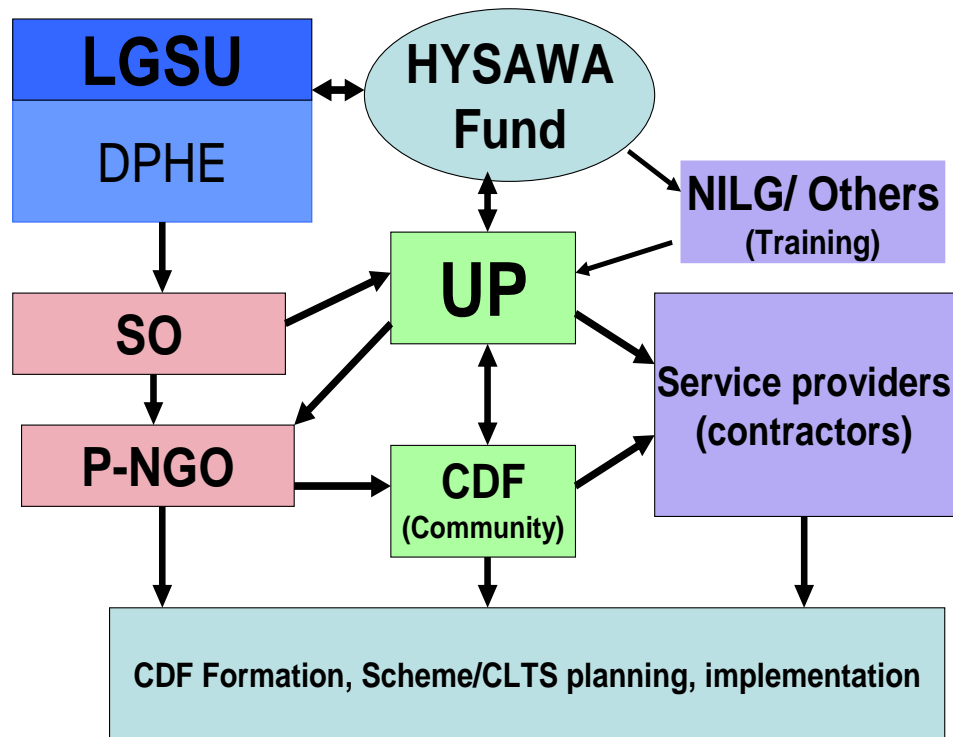 LGSU
DPHE
HYSAWA
Fund
NILG/ Others
(Training)
UP
SO
Service providers
(contractors)
P-NGO
CDF
(Community)
CDF Formation, Scheme/CLTS planning, implementation